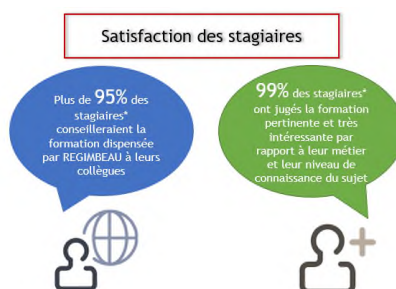 Satisfaction des stagiaires
Plus de 95% des
stagiaires*
conseilleraient la
formation dispensée
par REGIMBEAU à leurs
collègues
99% des stagiaires*
ont jugés la formation
pertinente et très
intéressante par
rapport à leur métier
et leur niveau de
connaissance du sujet